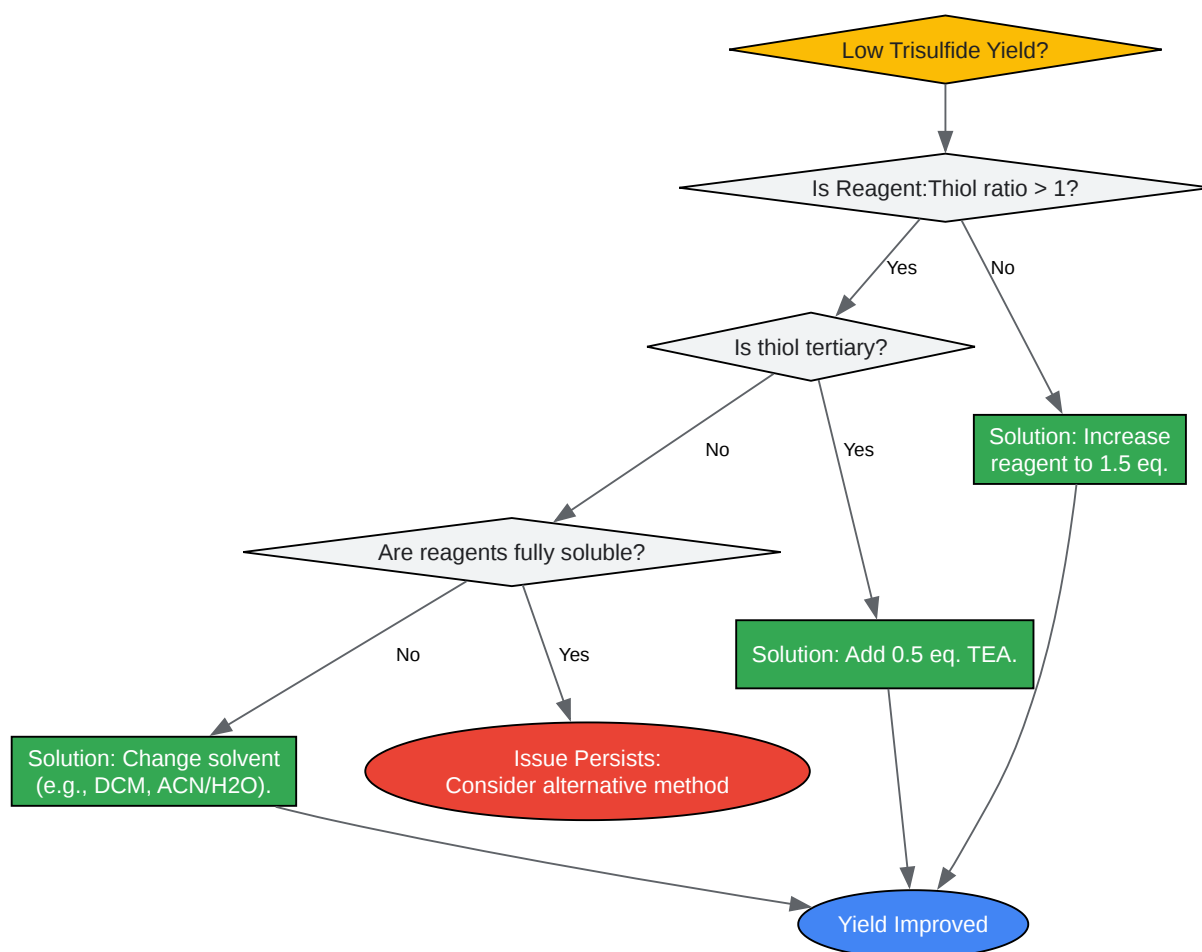 Low Trisulfide Yield?
Is Reagent:Thiol ratio > 1?
Yes
No
Is thiol tertiary?
Solution: Increase
reagent to 1.5 eq.
No
Yes
Are reagents fully soluble?
Solution: Add 0.5 eq. TEA.
No
Yes
Solution: Change solvent
(e.g., DCM, ACN/H2O).
Issue Persists:
Consider alternative method
Yield Improved